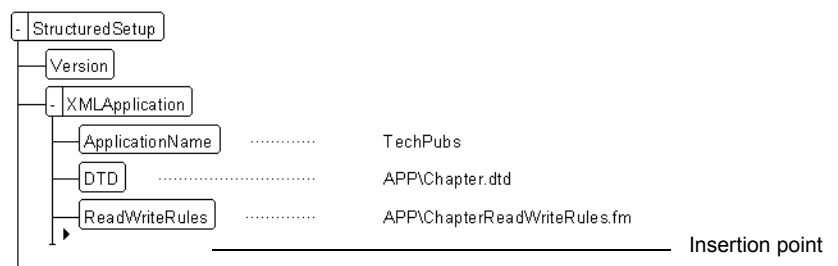 - StructuredSetup
Version
- XMLApplication
ApplicationName ............. TechPubs
DTD ............................ APP\Chapter.dtd
ReadWriteRules ............. APP\ChapterReadWriteRules.fm
Insertion point